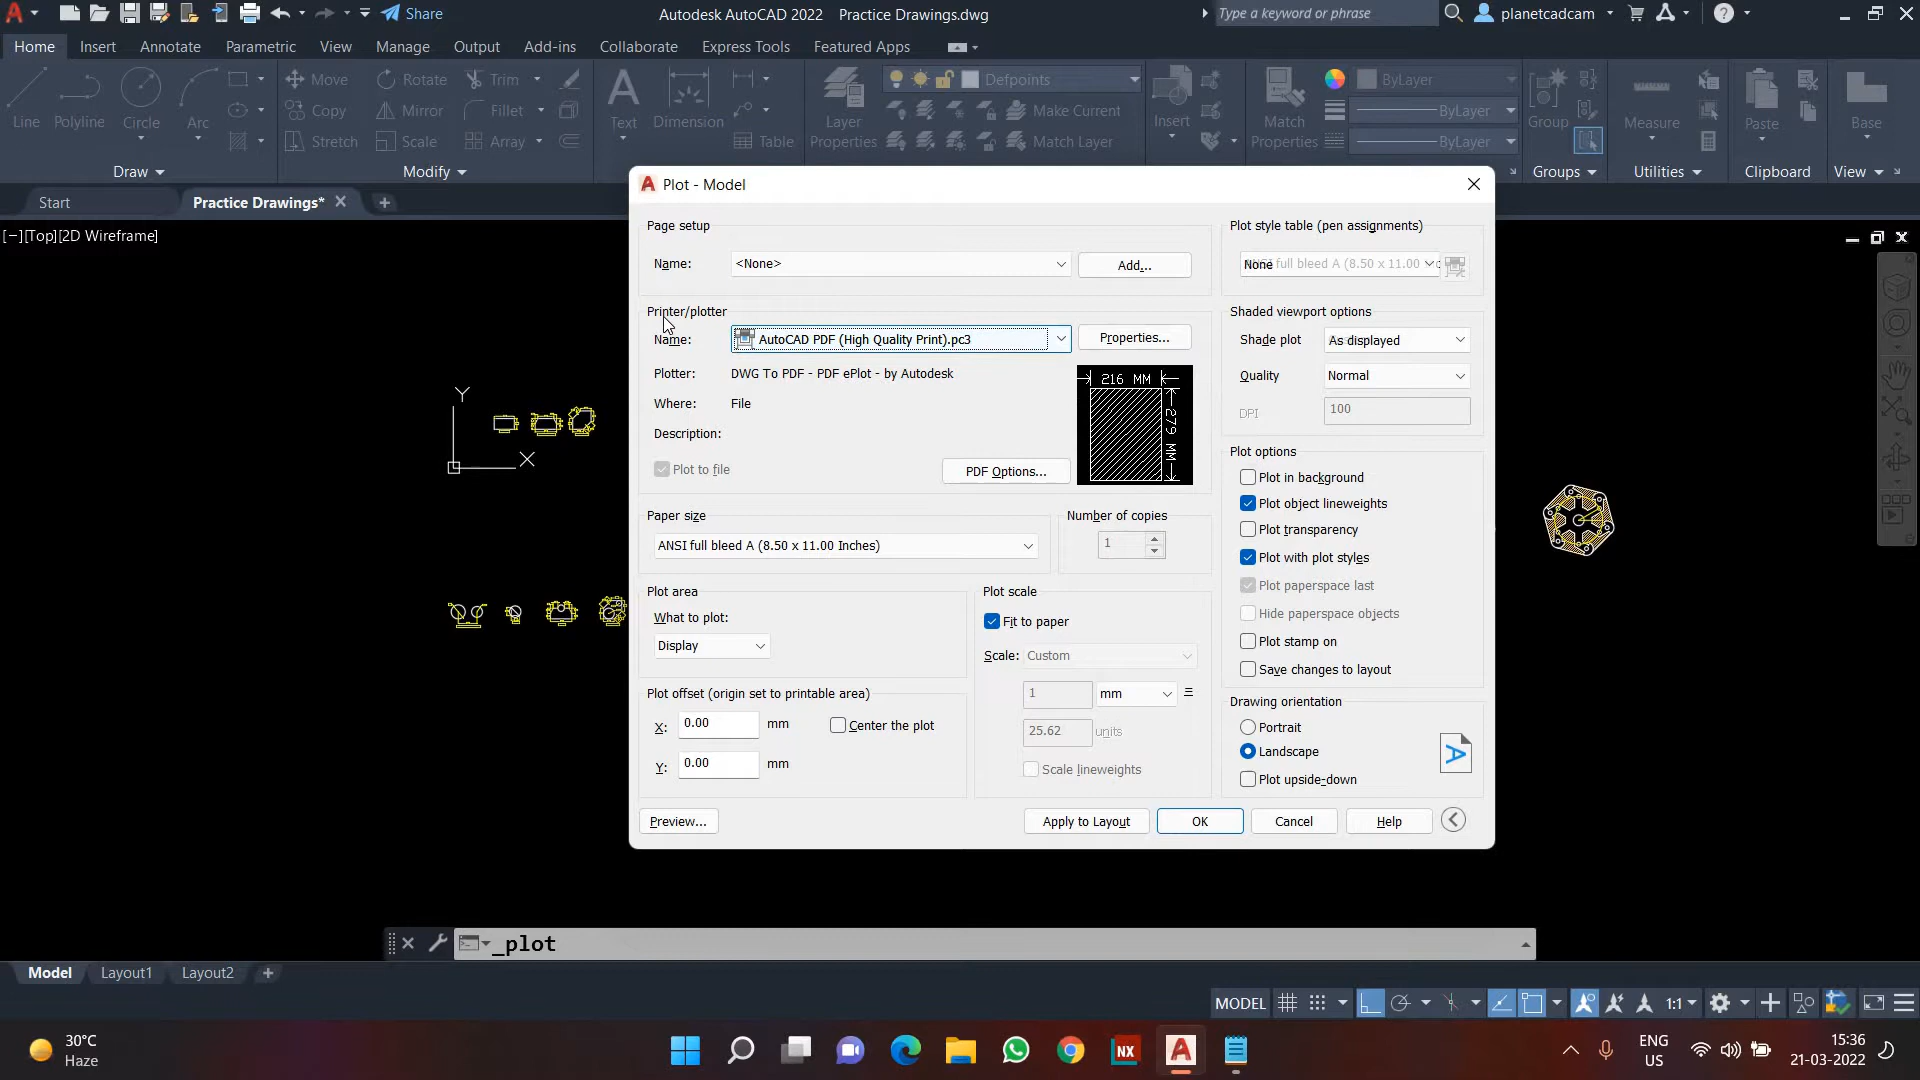 Share
Autodesk AutoCAD 2022 Practice Drawings.dwg
Type a keyword or phrase
planetcadcam
Home Insert Annotate Parametric View Manage Output Add-ins Collaborate Express Tools Featured Apps
Line Polyline Circle Arc
Move Rotate Trim
Copy Mirror Fillet
Stretch Scale Array
Text Dimension
Table
Layer Properties
Defpoints
Make Current
Match Layer
Insert
Match Properties
ByLayer
ByLayer
ByLayer
Group
Measure
Paste
Base
Draw Modify Groups Utilities Clipboard View
Start Practice Drawings*
[−][Top][2D Wireframe]
Y
X
Plot - Model
Page setup
Name: <None> Add...
Printer/plotter
Name: AutoCAD PDF (High Quality Print).pc3 Properties...
Plotter: DWG To PDF - PDF ePlot - by Autodesk
Where: File
Description:
Plot to file
PDF Options...
216 MM
279 MM
Paper size
ANSI full bleed A (8.50 x 11.00 Inches)
Number of copies
1
Plot area
What to plot:
Display
Plot offset (origin set to printable area)
X: 0.00 mm
Center the plot
Y: 0.00 mm
Plot scale
Fit to paper
Scale: Custom
1 mm =
25.62 units
Scale lineweights
Plot style table (pen assignments)
None
ANSI full bleed A (8.50 x 11.00
Shaded viewport options
Shade plot As displayed
Quality Normal
DPI 100
Plot options
Plot in background
Plot object lineweights
Plot transparency
Plot with plot styles
Plot paperspace last
Hide paperspace objects
Plot stamp on
Save changes to layout
Drawing orientation
Portrait
Landscape
Plot upside-down
A
Preview... Apply to Layout OK Cancel Help
_plot
Model Layout1 Layout2
MODEL 1:1
30°C
Haze
NX
ENG
US
15:36
21-03-2022